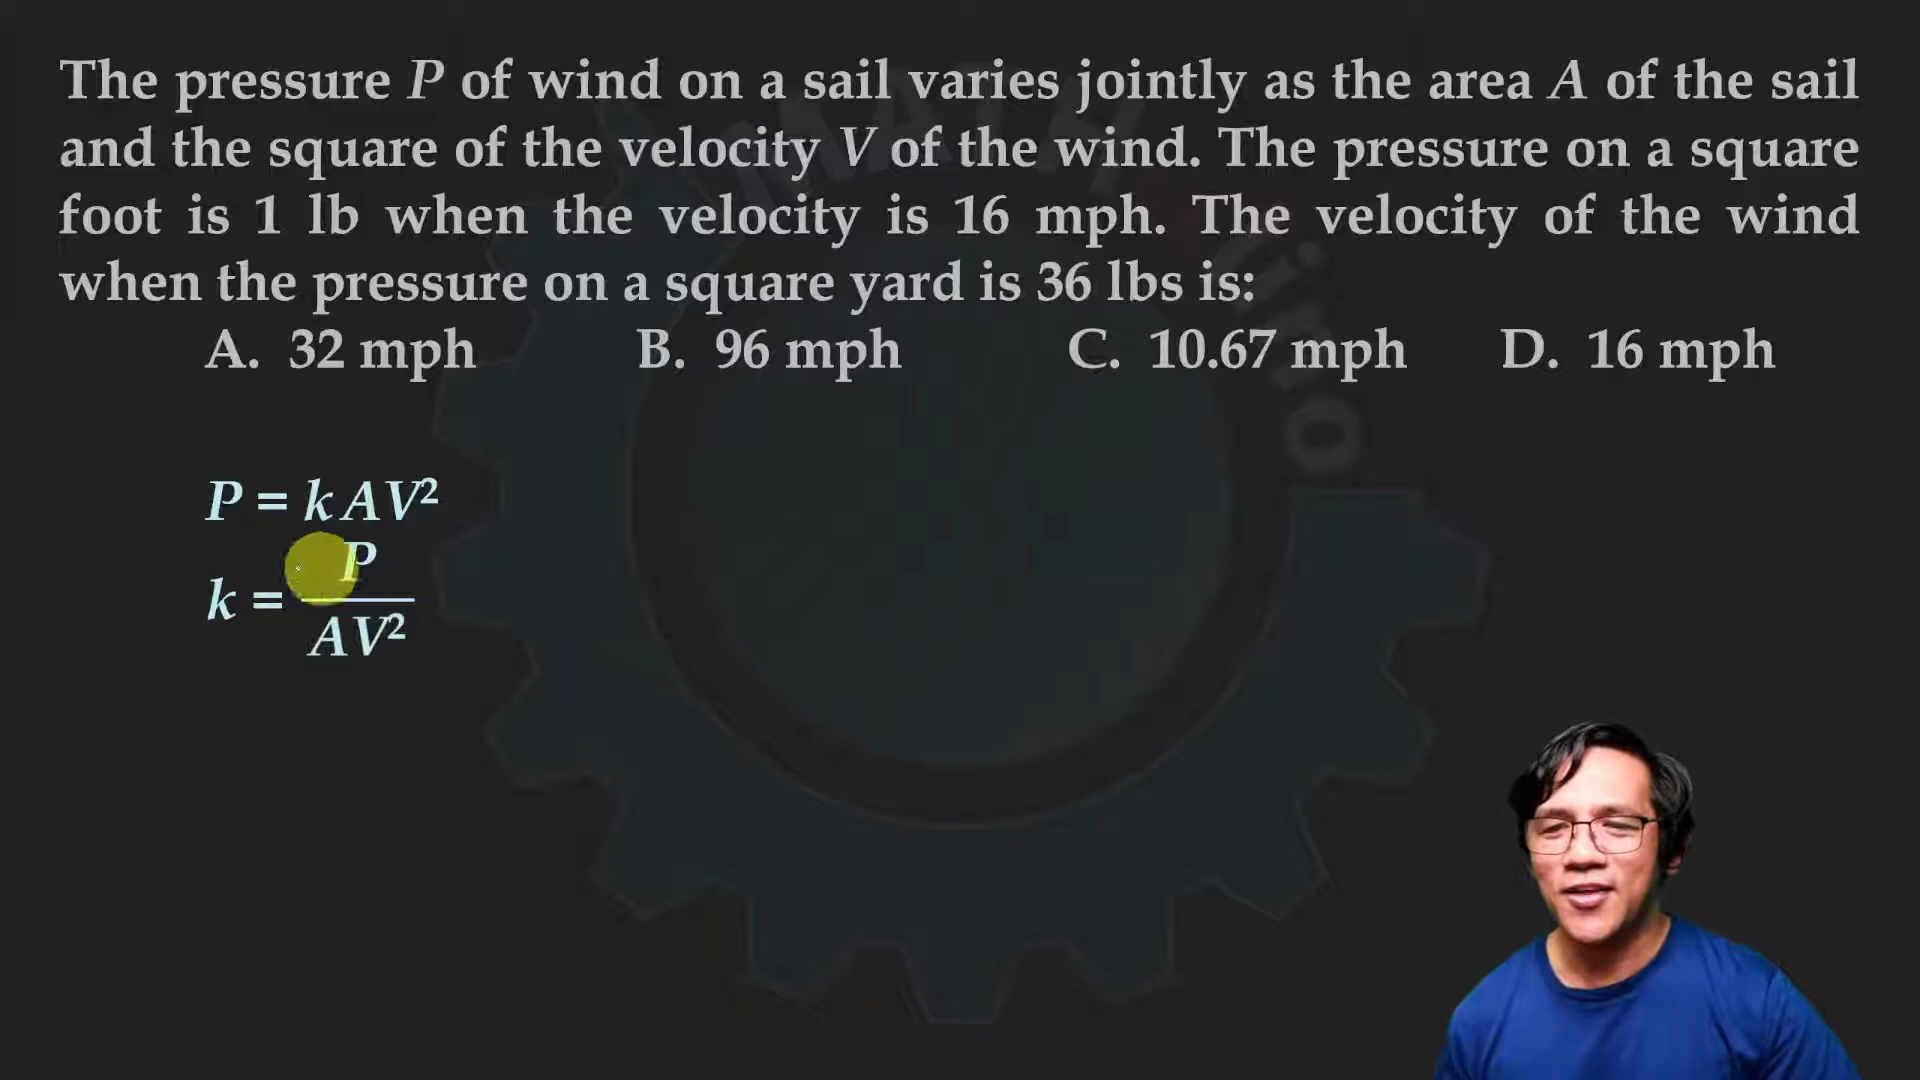 The pressure P of wind on a sail varies jointly as the area A of the sail
and the square of the velocity V of the wind. The pressure on a square
foot is 1 lb when the velocity is 16 mph. The velocity of the wind
when the pressure on a square yard is 36 lbs is:
A. 32 mph B. 96 mph C. 10.67 mph D. 16 mph
P = k AV²
k = P / AV²
MATH